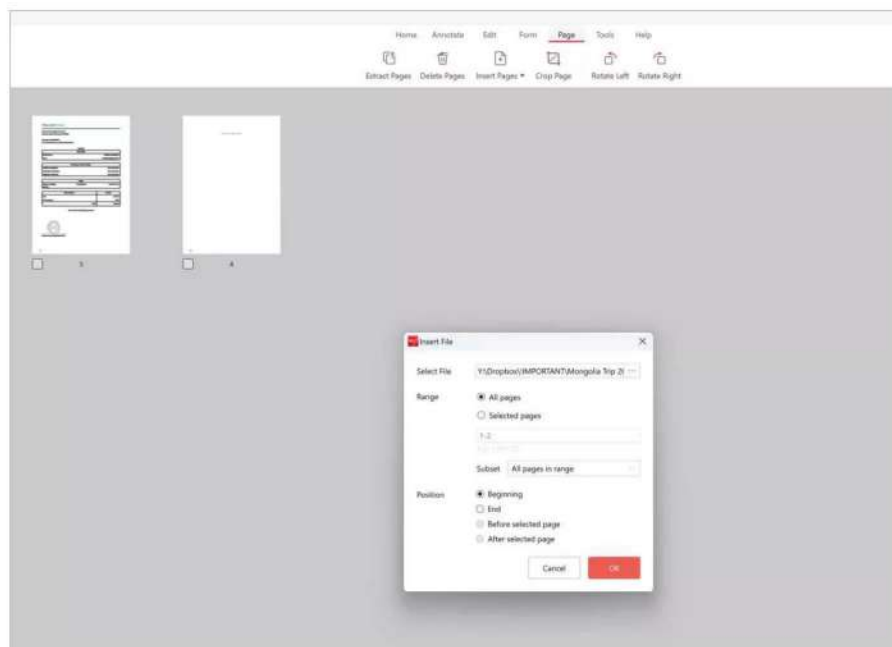 Home Annotate Edit Form Page Tools Help
Extract Pages Delete Pages Insert Pages Crop Page Rotate Left Rotate Right
3 4
Insert File
Select File Y:\Dropbox\!IMPORTANT\Mongolia Trip 2(
Range All pages
Selected pages
1-2
Subset All pages in range
Position Beginning
End
Before selected page
After selected page
Cancel OK